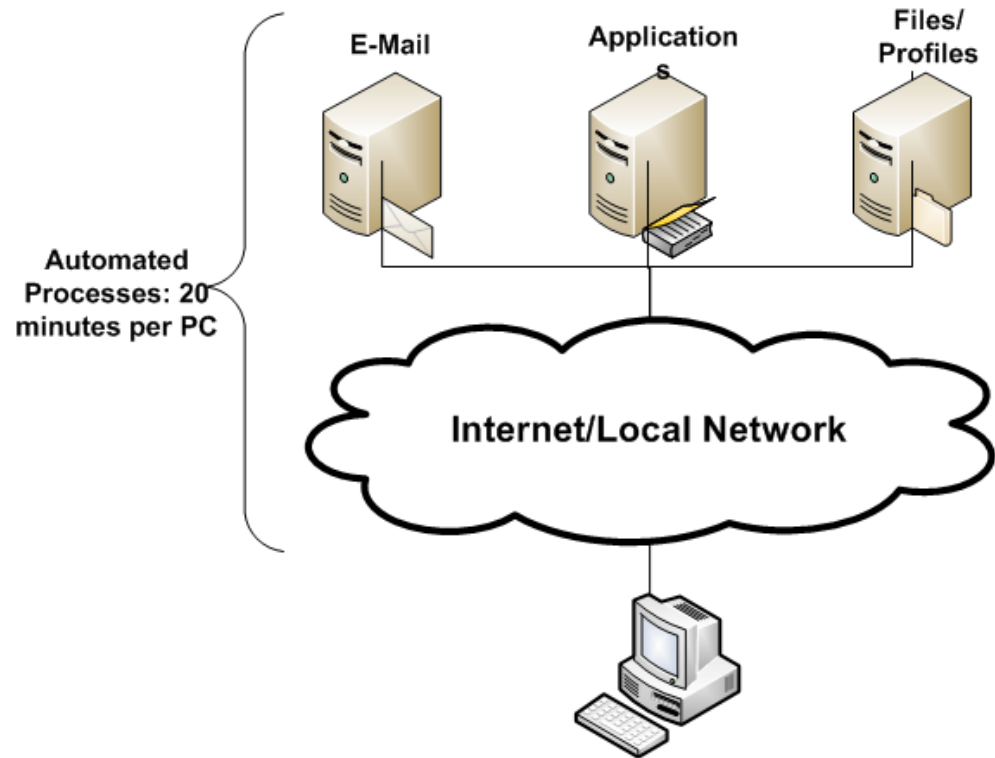 E-Mail
Application
s
Files/
Profiles
Automated
Processes: 20
minutes per PC
Internet/Local Network